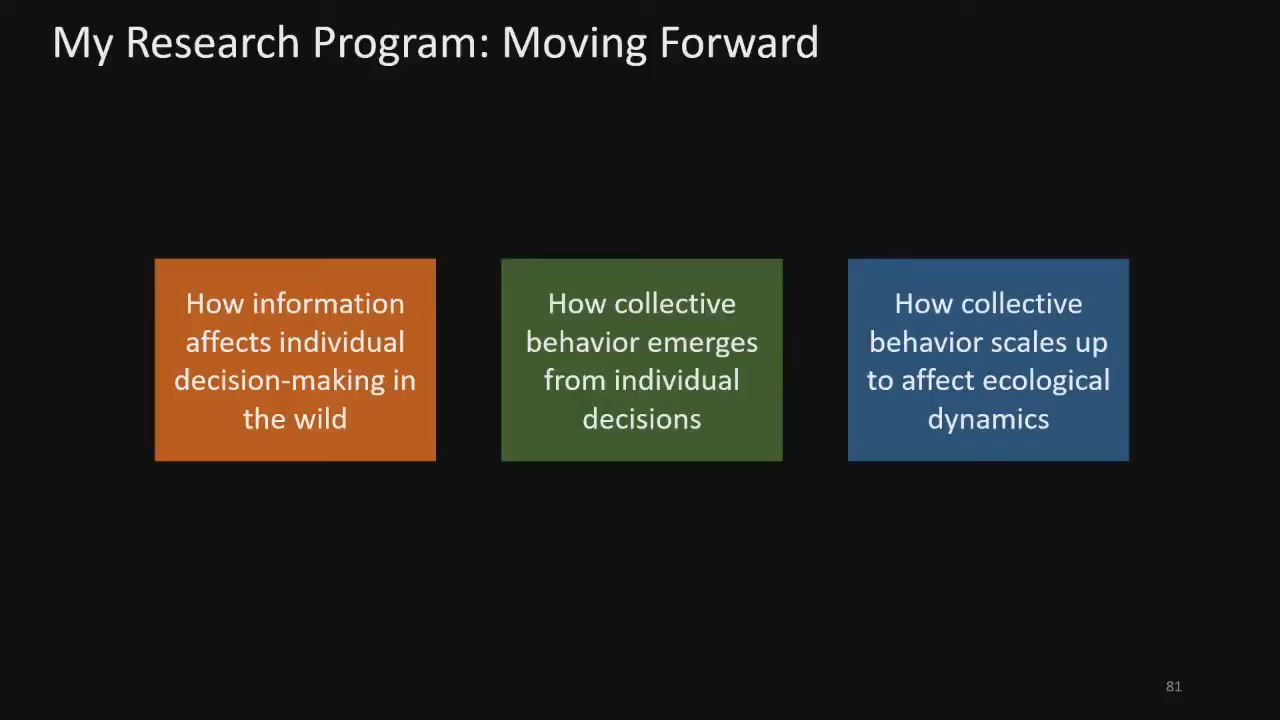 My Research Program: Moving Forward
How information
affects individual
decision-making in
the wild
How collective
behavior emerges
from individual
decisions
How collective
behavior scales up
to affect ecological
dynamics
81